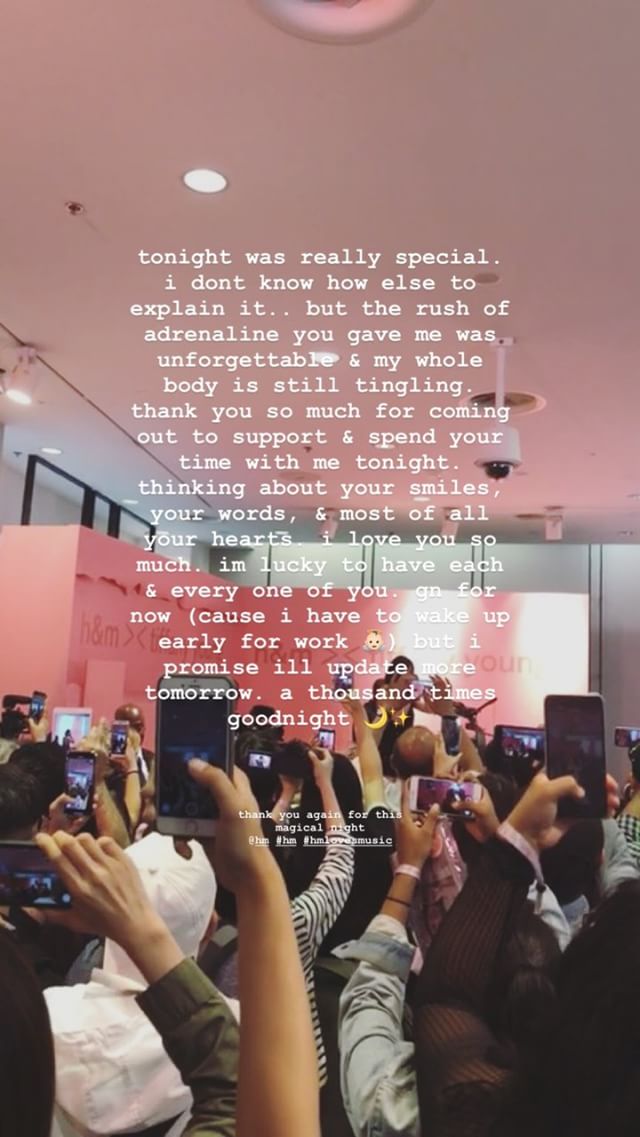 tonight was really special.
i dont know how else to
explain it.. but the rush of
adrenaline you gave me was
unforgettable & my whole
body is still tingling.
thank you so much for coming
out to support & spend your
time with me tonight.
thinking about your smiles,
your words, & most of all
your hearts. i love you so
much. im lucky to have each
& every one of you. gn for
now (cause i have to wake up
early for work 👶🏻) but i
promise ill update more
tomorrow. a thousand times
goodnight 🌙✨
h&m ><
h&m ><
young
thank you again for this
magical night
@hm #hm #hmlovesmusic